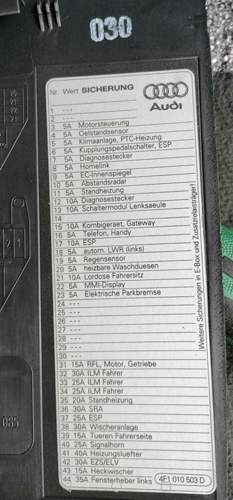 030
Nr. Wert SICHERUNG
Audi
1 ---
2 ---
3 5A Motorsteuerung
4 5A Oelstandsensor
5 5A Klimaanlage, PTC-Heizung
6 5A Kupplungspedalschalter, ESP
7 5A Diagnosestecker
8 5A Homelink
9 5A EC-Innenspiegel
10 5A Abstandsradar
11 5A Standheizung
12 10A Diagnosestecker
13 10A Schaltermodul Lenksaeule
14 ---
15 10A Kombigeraet, Gateway
16 5A Telefon, Handy
17 10A ESP
18 5A autom. LWR (links)
19 5A Regensensor
20 5A heizbare Waschduesen
21 10A Lordose Fahrersitz
22 5A MMI-Display
23 5A Elektrische Parkbremse
24 ---
25 ---
26 ---
27 ---
28 ---
29 ---
30 ---
31 15A RFL, Motor, Getriebe
32 30A ILM Fahrer
33 25A ILM Fahrer
34 25A ILM Fahrer
35 20A Standheizung
36 30A SRA
37 25A ESP
38 30A Wischeranlage
39 15A Tueren Fahrerseite
40 25A Signalhorn
41 40A Heizungsluefter
42 30A EZS/ELV
43 15A Heckwischer
44 35A Fensterheber links
4F1 010 503 D
Weitere Sicherungen in E-Box und Zusatzrelaisträger!
035